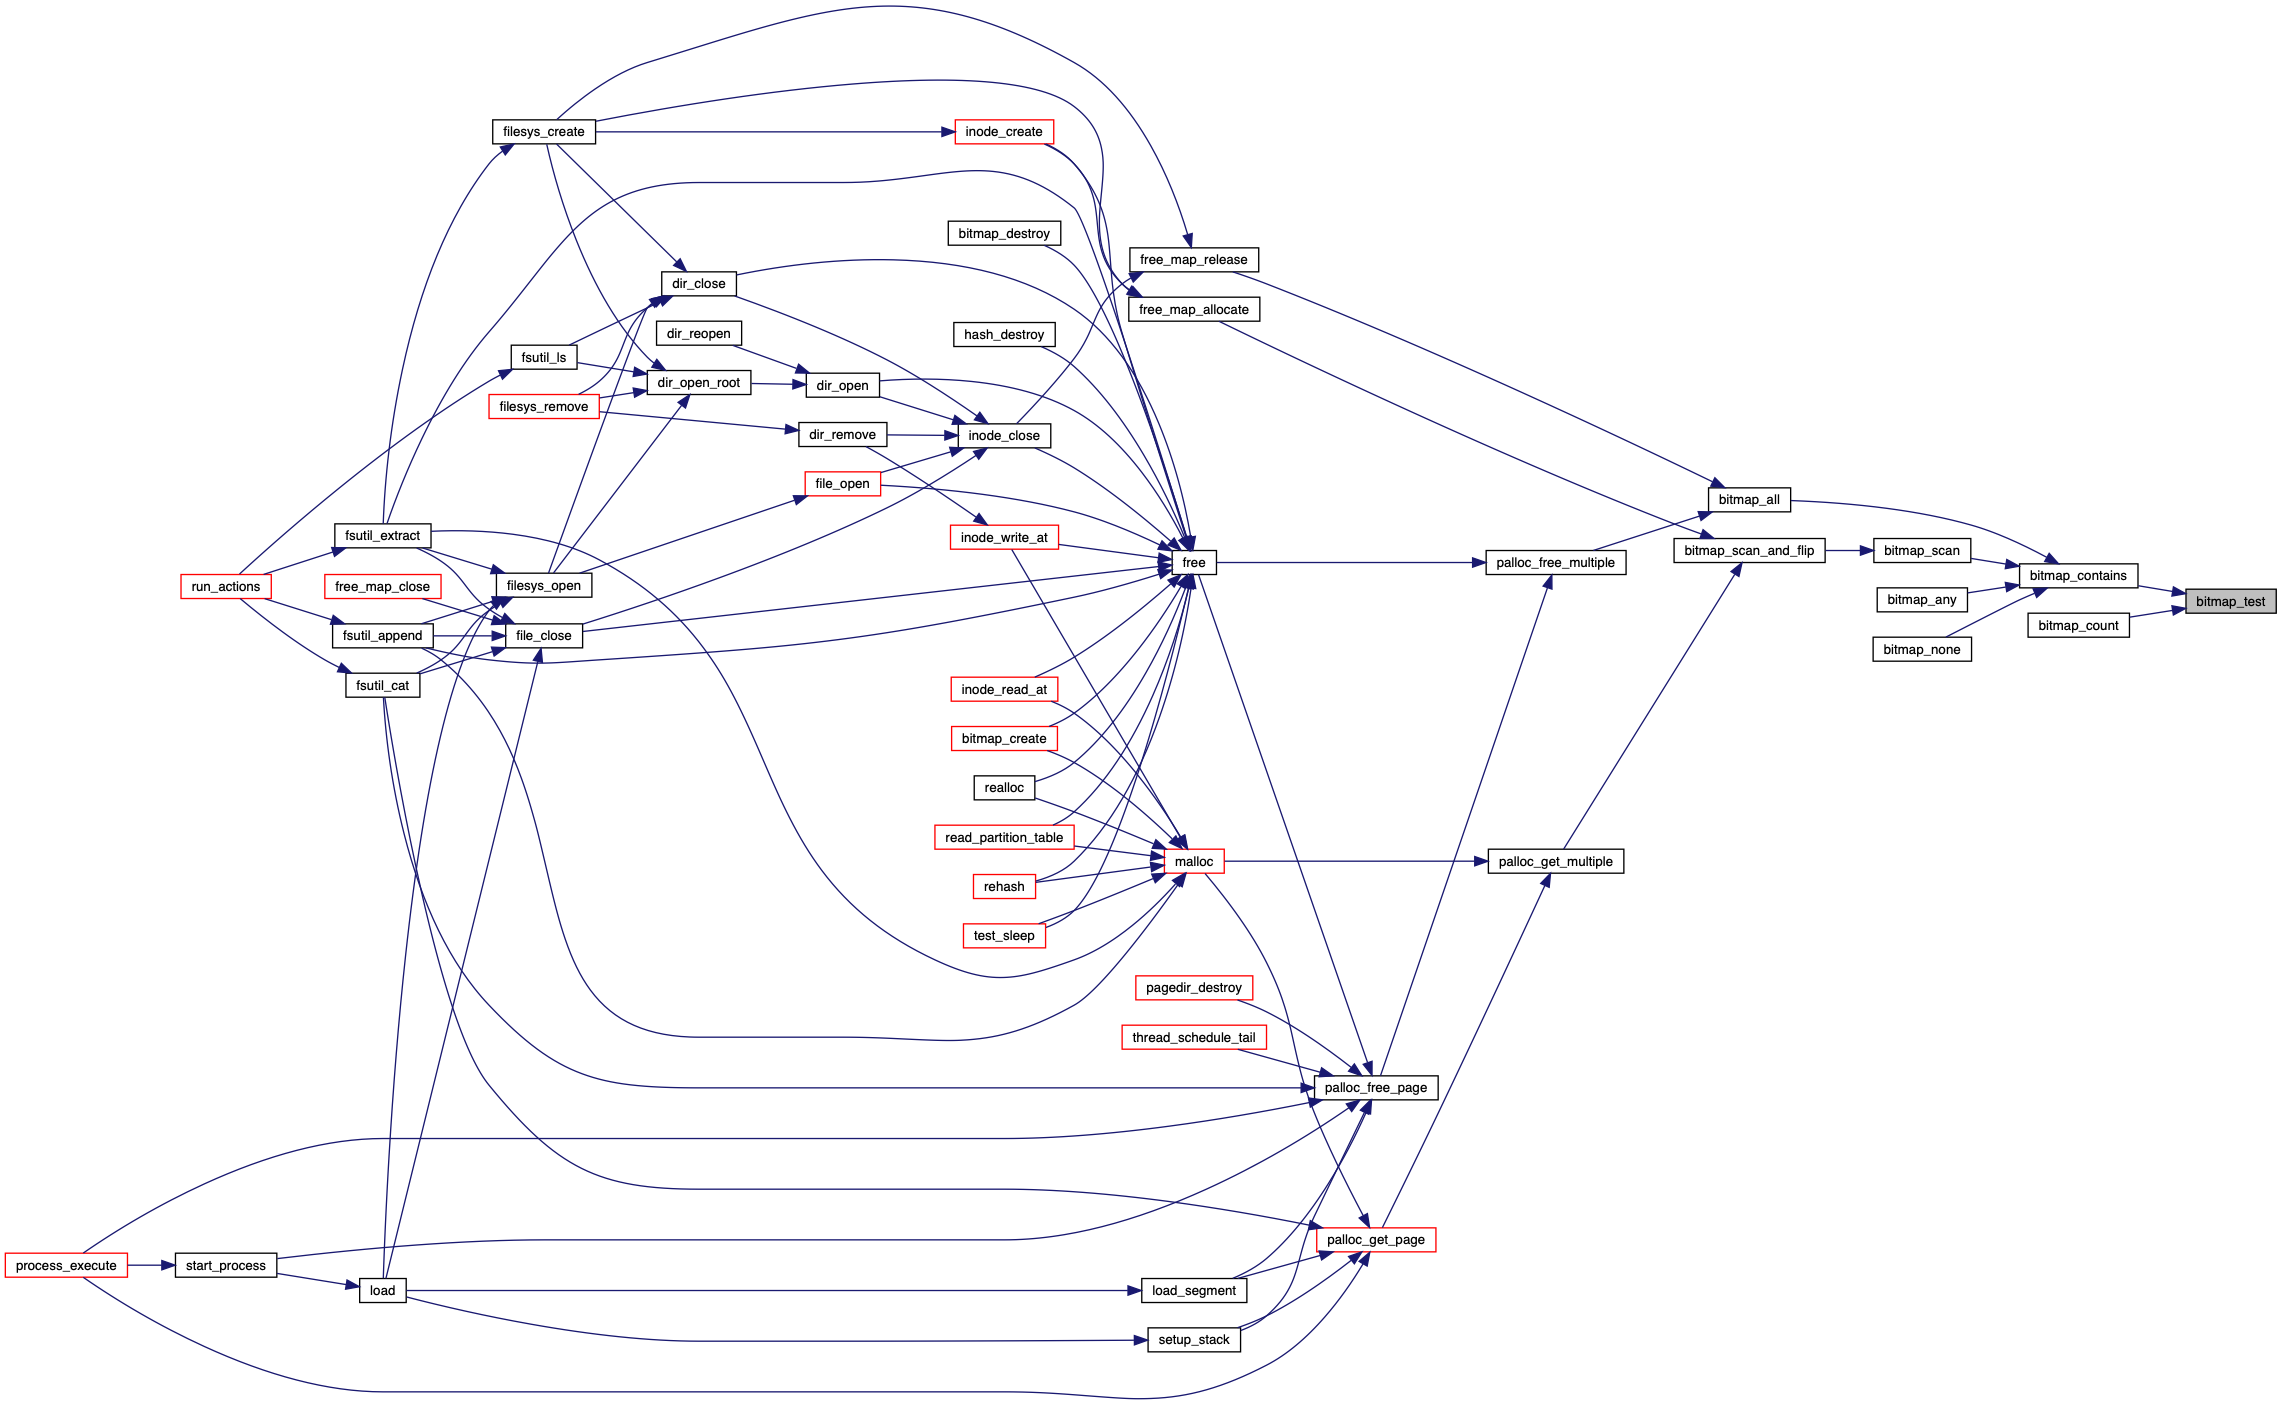 filesys_create
inode_create
bitmap_destroy
free_map_release
dir_close
free_map_allocate
dir_reopen
hash_destroy
fsutil_ls
dir_open_root
dir_open
filesys_remove
dir_remove
inode_close
file_open
bitmap_all
fsutil_extract
inode_write_at
bitmap_scan_and_flip
bitmap_scan
free
palloc_free_multiple
bitmap_contains
run_actions
free_map_close
filesys_open
bitmap_any
bitmap_test
fsutil_append
file_close
bitmap_count
bitmap_none
fsutil_cat
inode_read_at
bitmap_create
realloc
read_partition_table
malloc
palloc_get_multiple
rehash
test_sleep
pagedir_destroy
thread_schedule_tail
palloc_free_page
palloc_get_page
process_execute
start_process
load
load_segment
setup_stack